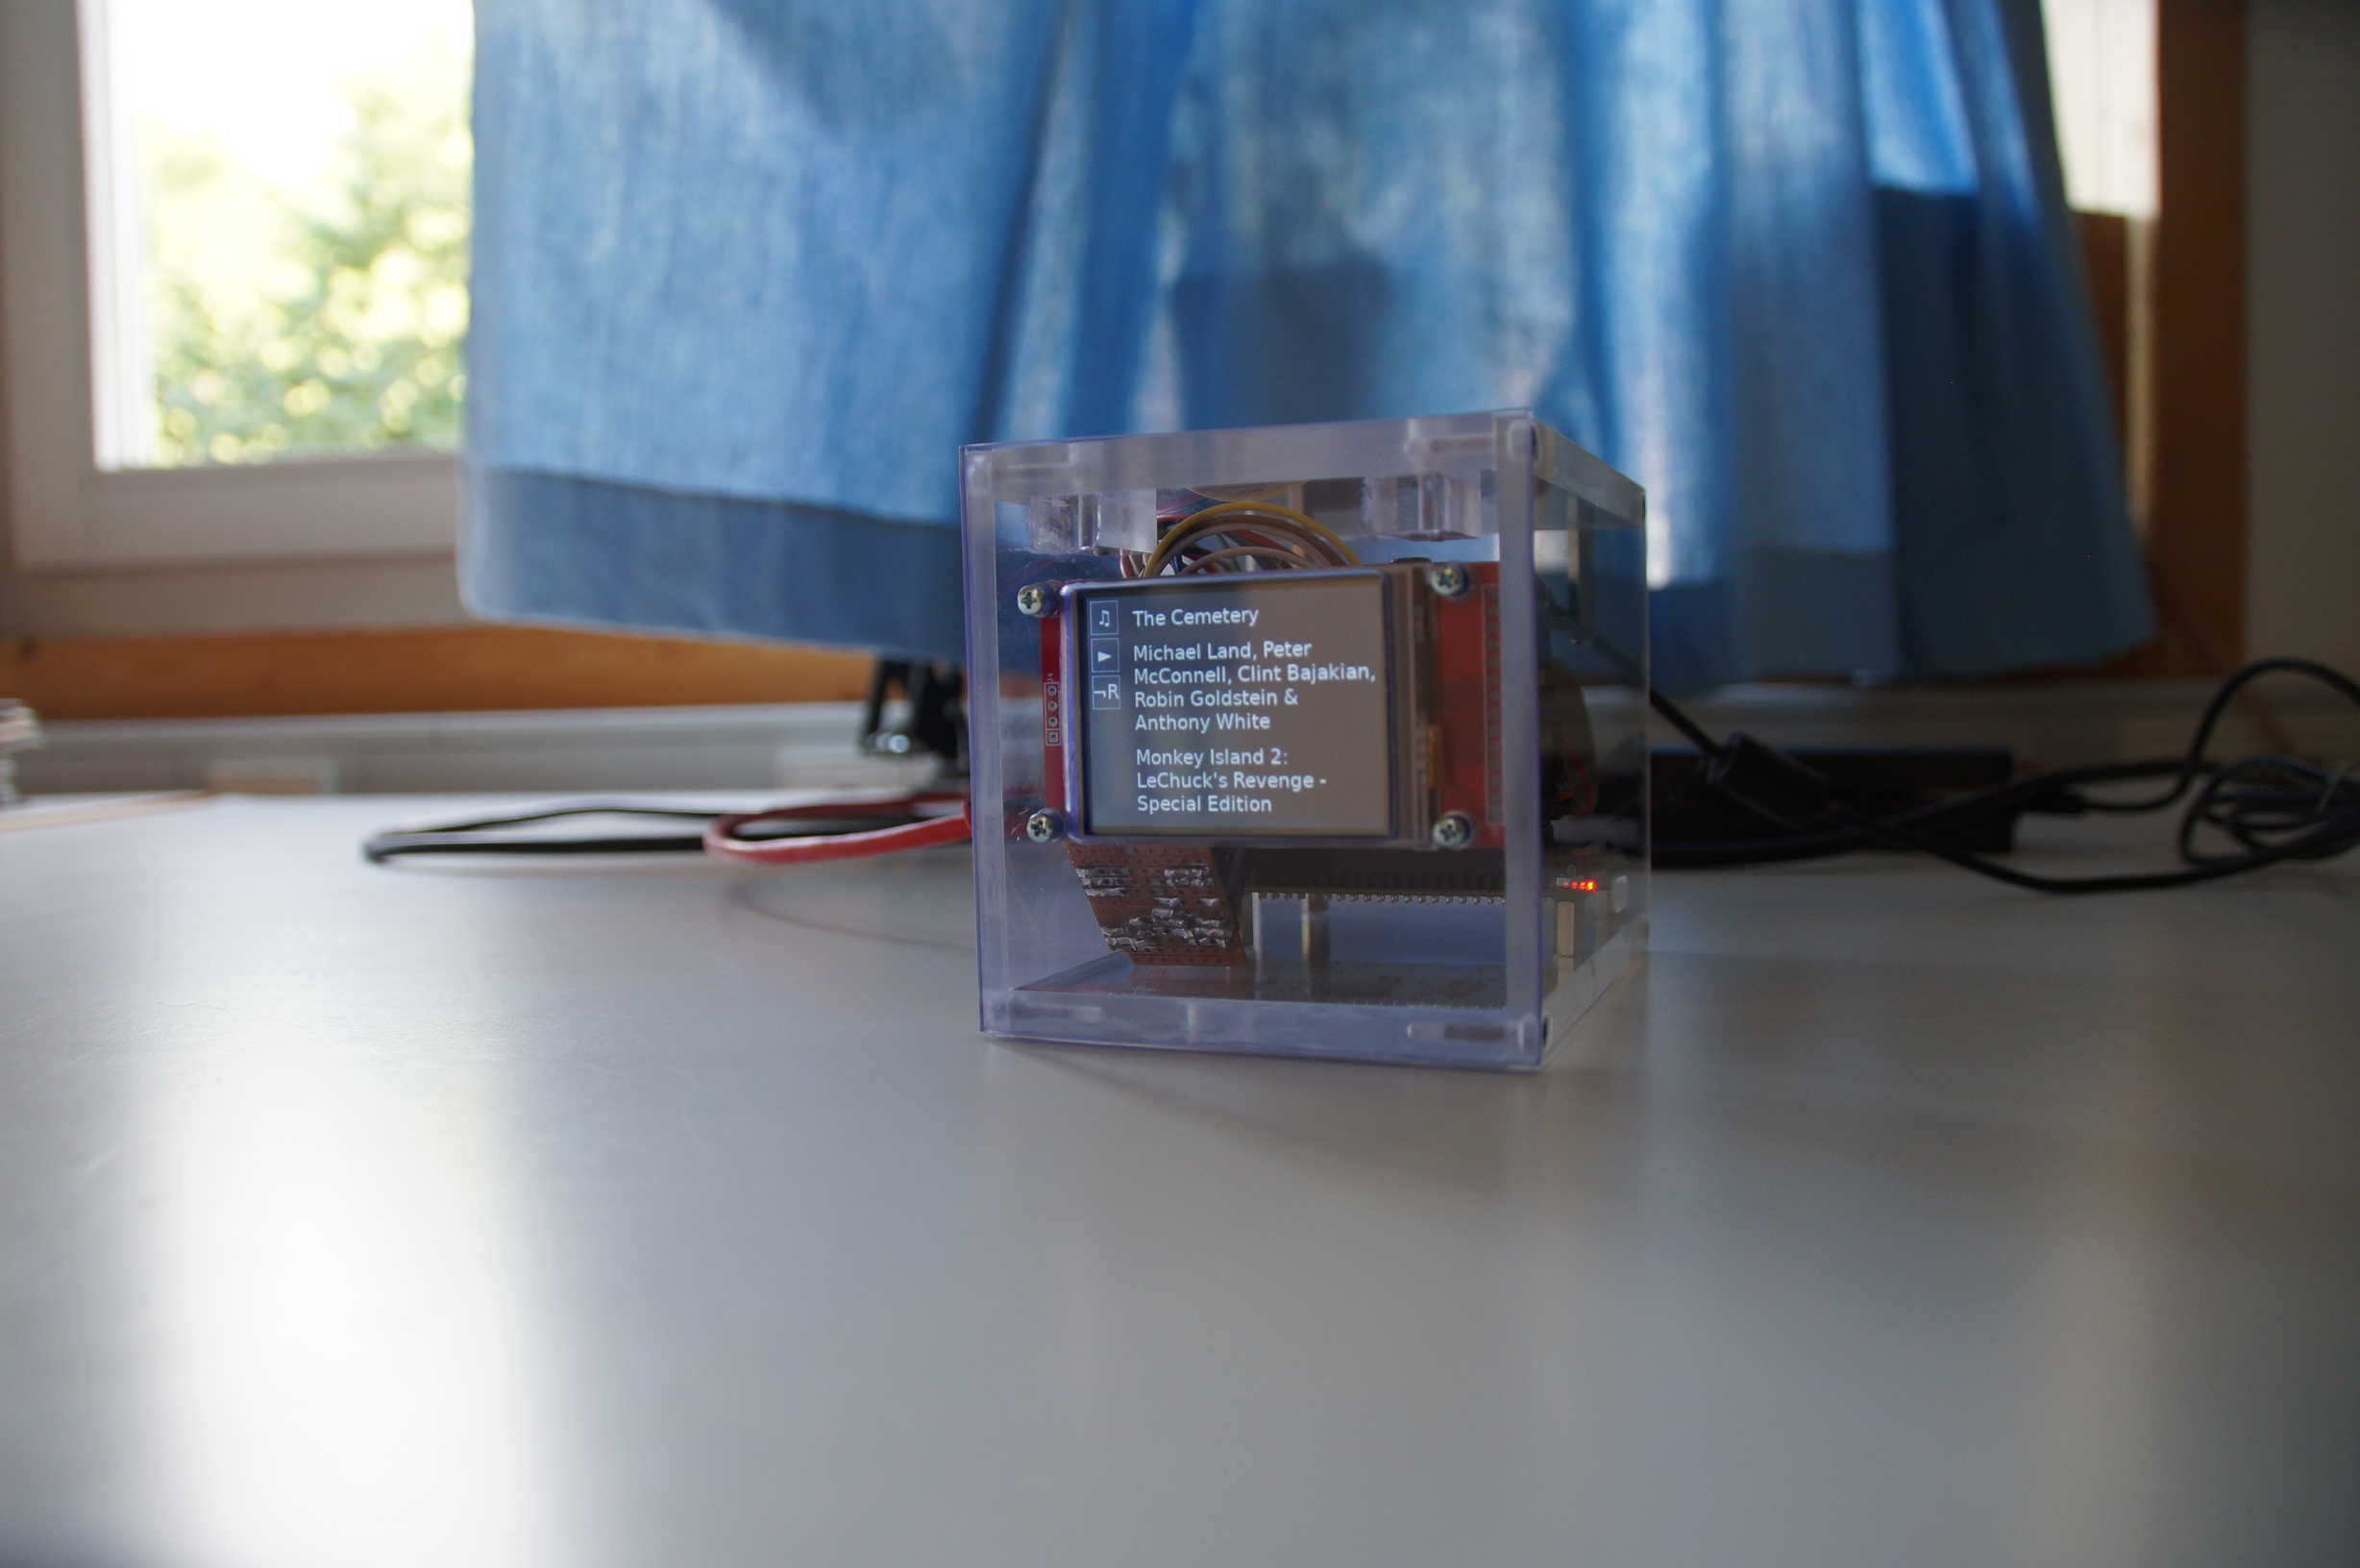 ♫ The Cemetery
► Michael Land, Peter
McConnell, Clint Bajakian,
¬R Robin Goldstein &
Anthony White
Monkey Island 2:
LeChuck's Revenge -
Special Edition